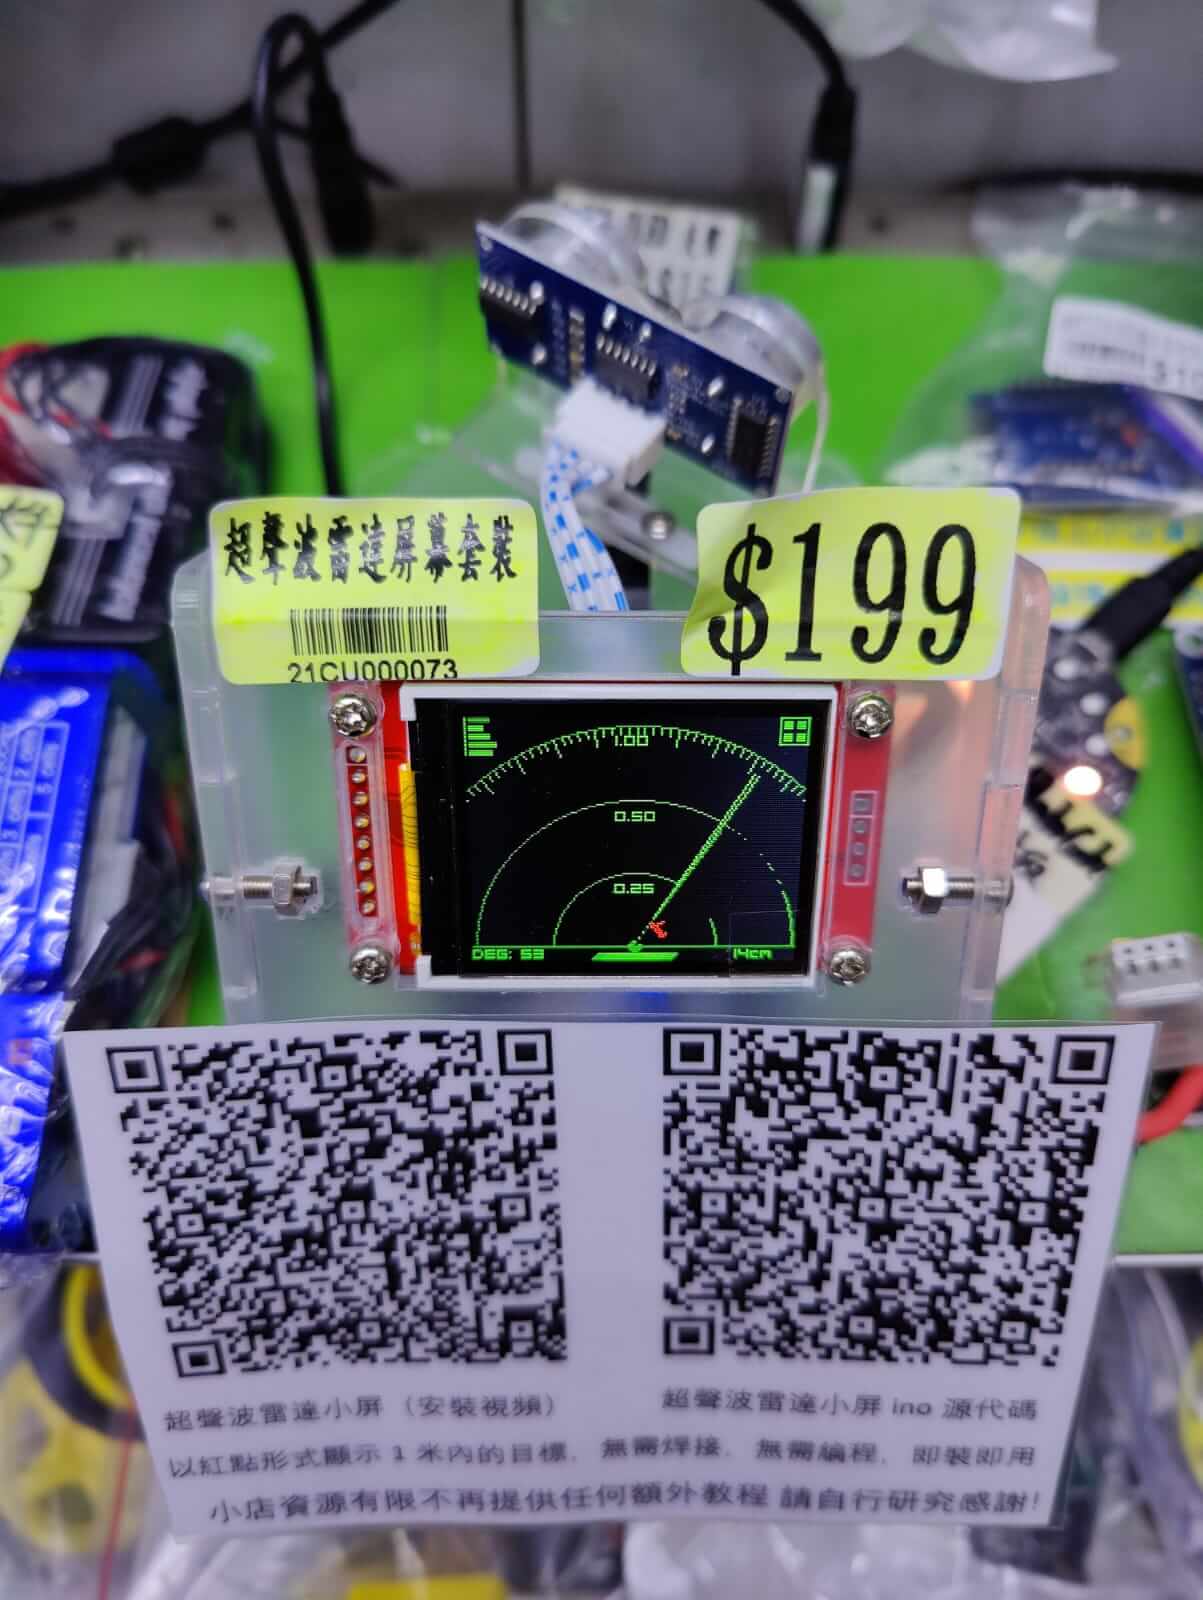 超聲波雷達屏幕套裝
21CU000073
$199
1.00
0.50
0.25
DEG: 53
14cm
超聲波雷達小屏（安裝視頻）
超聲波雷達小屏 ino 源代碼
以紅點形式顯示 1 米內的目標，無需焊接，無需編程，即裝即用
小店資源有限不再提供任何額外教程 請自行研究感謝!